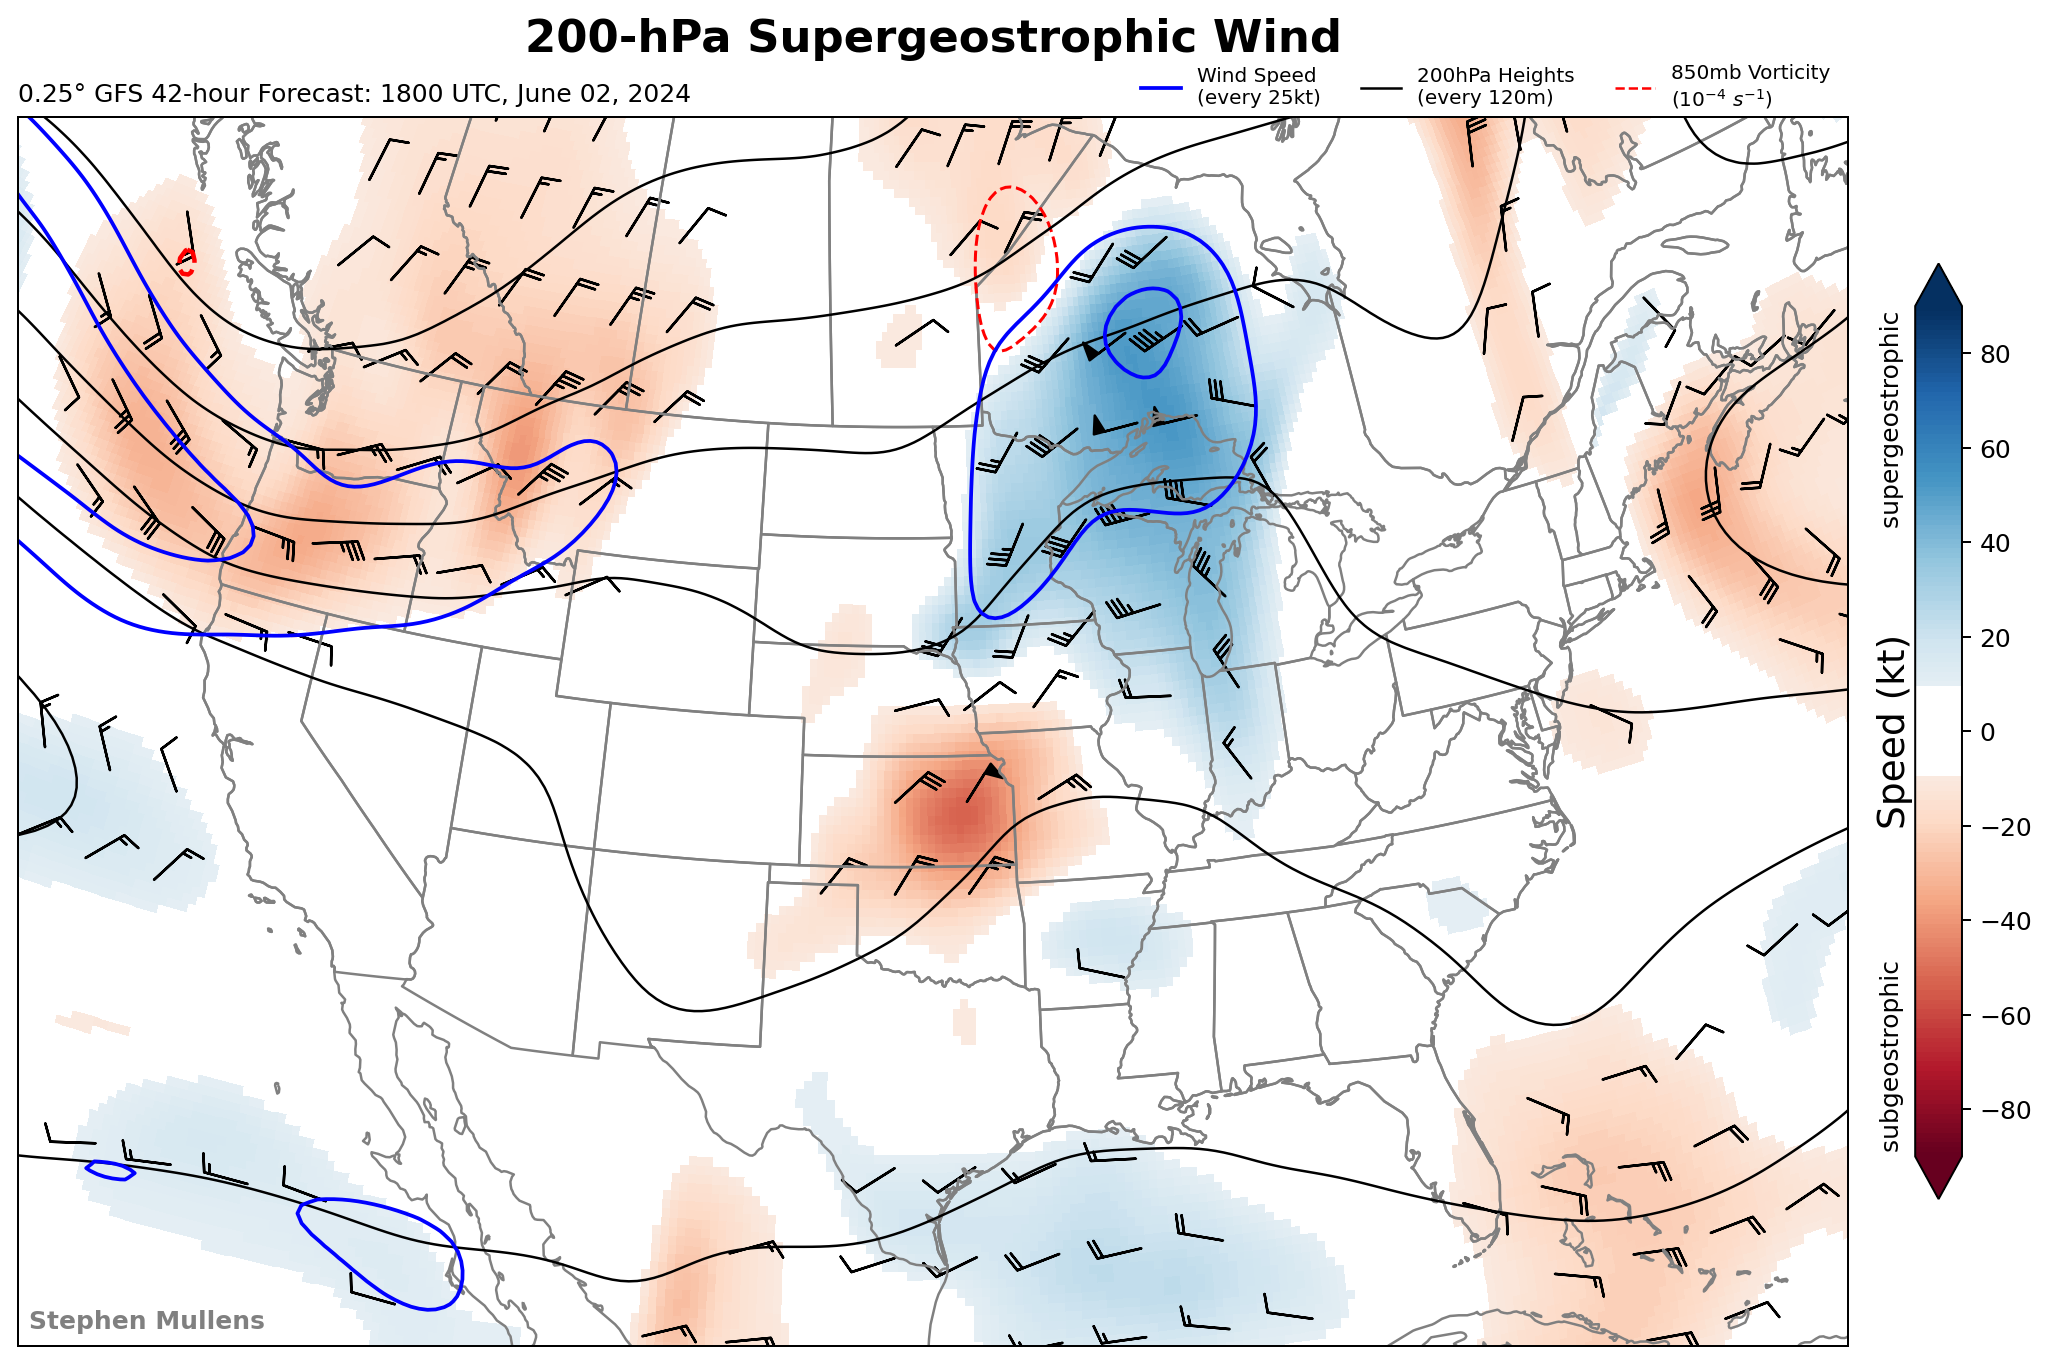 200-hPa Supergeostrophic Wind
0.25° GFS 42-hour Forecast: 1800 UTC, June 02, 2024
Wind Speed
(every 25kt)
200hPa Heights
(every 120m)
850mb Vorticity
(10⁻⁴ s⁻¹)
supergeostrophic
Speed (kt)
subgeostrophic
80
60
40
20
0
−20
−40
−60
−80
Stephen Mullens